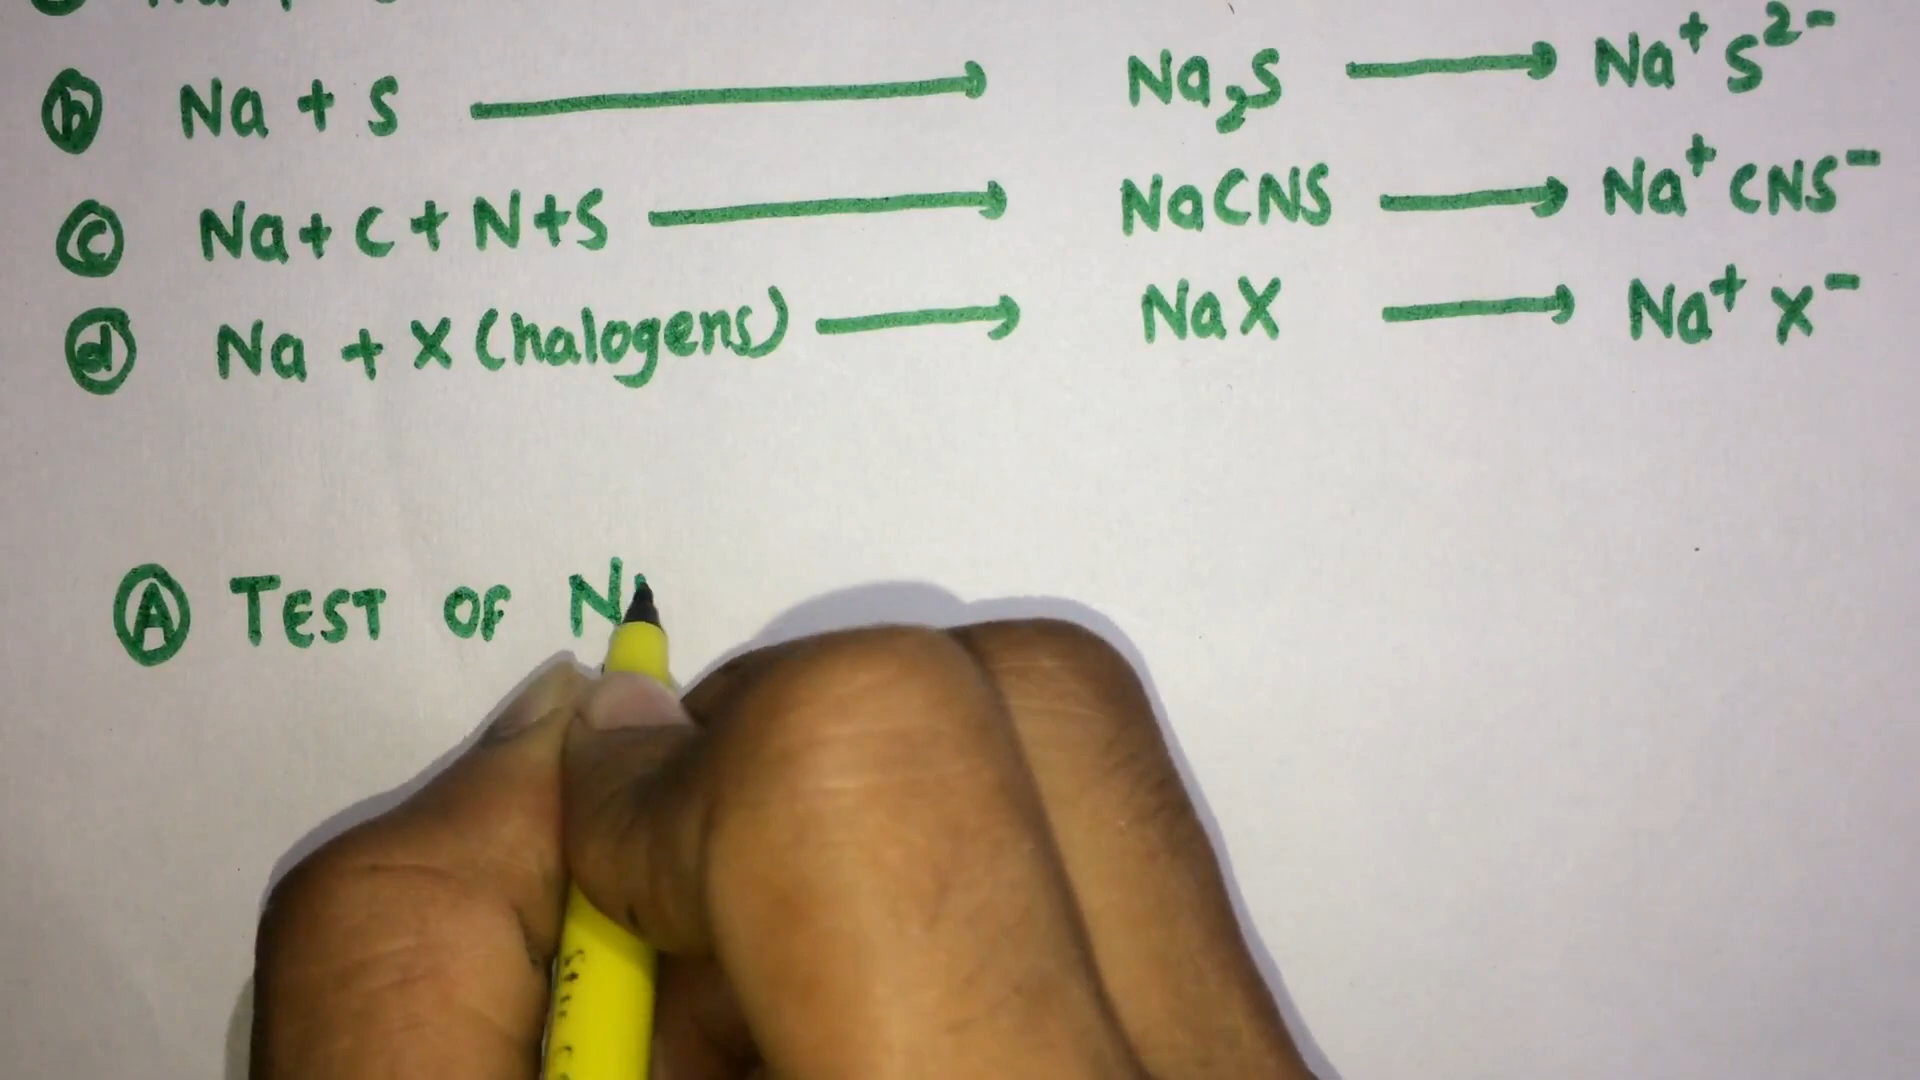 ⓑ Na + S ⟶ Na₂S ⟶ Na⁺ S²⁻
ⓒ Na + C + N + S ⟶ NaCNS ⟶ Na⁺ CNS⁻
ⓓ Na + X (halogens) ⟶ NaX ⟶ Na⁺ X⁻
Ⓐ TEST OF N